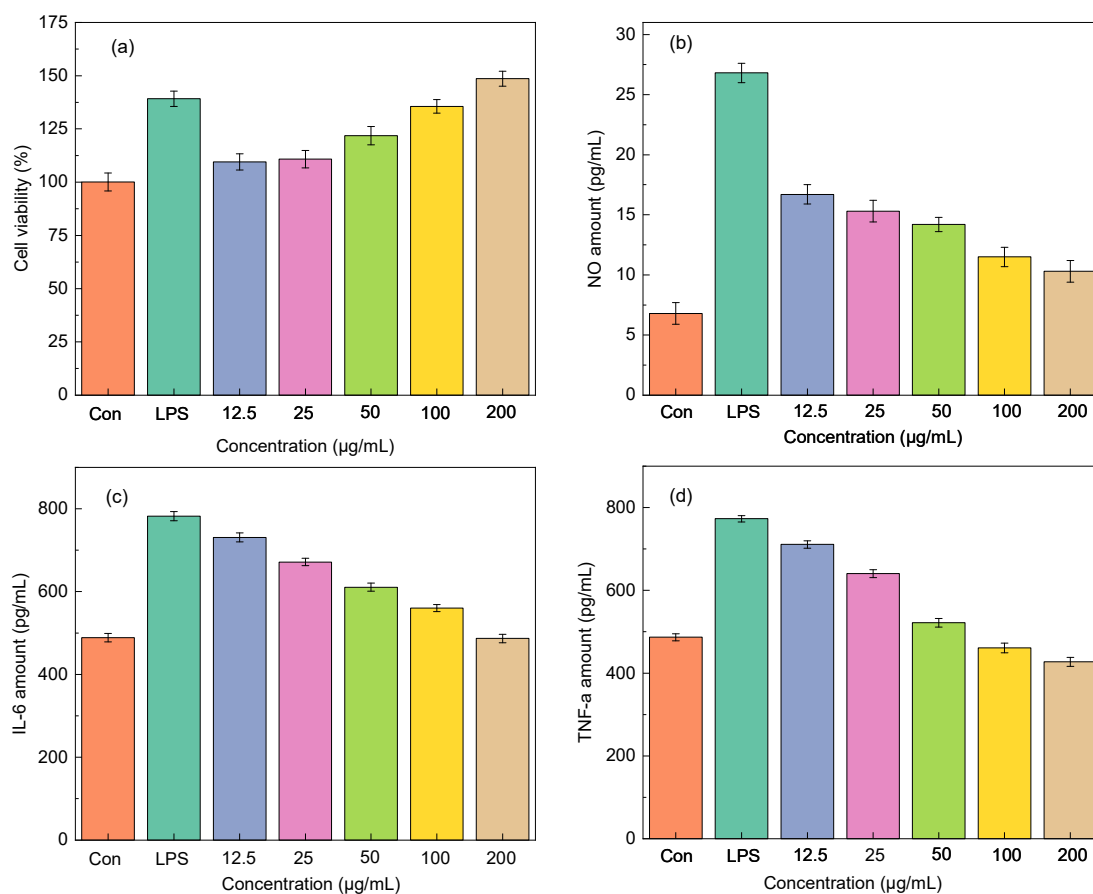 (a)
Cell viability (%)
175
150
125
100
75
50
25
0
Con LPS 12.5 25 50 100 200
Concentration (µg/mL)
(b)
NO amount (pg/mL)
30
25
20
15
10
5
0
Con LPS 12.5 25 50 100 200
Concentration (µg/mL)
(c)
IL-6 amount (pg/mL)
800
600
400
200
0
Con LPS 12.5 25 50 100 200
Concentration (µg/mL)
(d)
TNF-a amount (pg/mL)
800
600
400
200
0
Con LPS 12.5 25 50 100 200
Concentration (µg/mL)